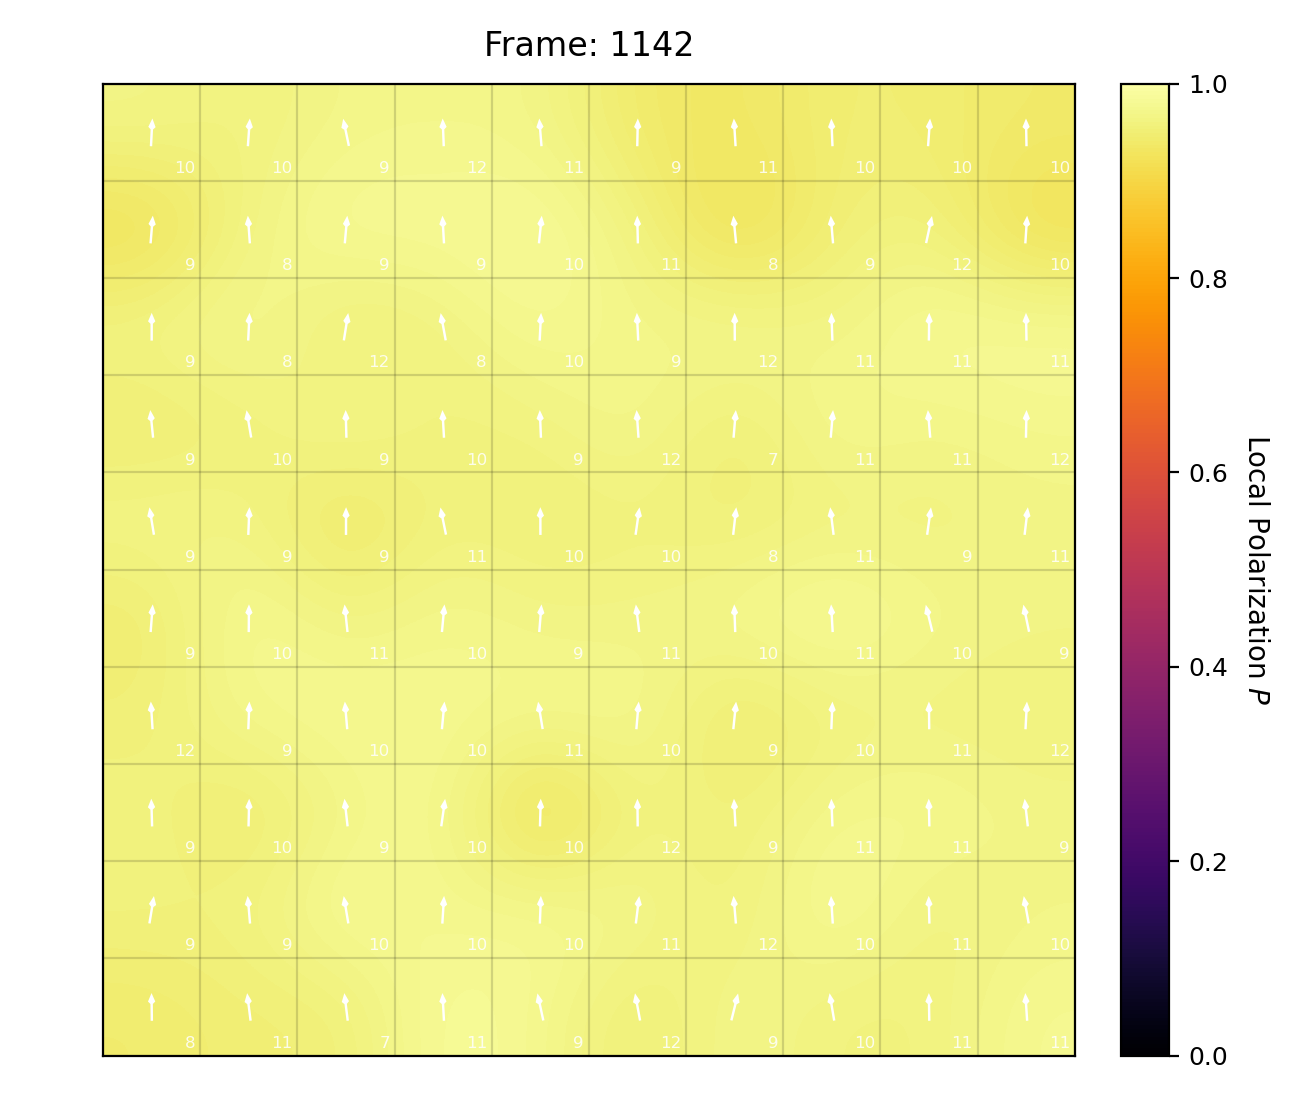 Frame: 1142
10 10 9 12 11 9 11 10 10 10
9 8 9 9 10 11 8 9 12 10
9 8 12 8 10 9 12 11 11 11
9 10 9 10 9 12 7 11 11 12
9 9 9 11 10 10 8 11 9 11
9 10 11 10 9 11 10 11 10 9
12 9 10 10 11 10 9 10 11 12
9 10 9 10 10 12 9 11 11 9
9 9 10 10 10 11 12 10 11 10
8 11 7 11 9 12 9 10 11 11
1.0
0.8
0.6
0.4
0.2
0.0
Local Polarization P